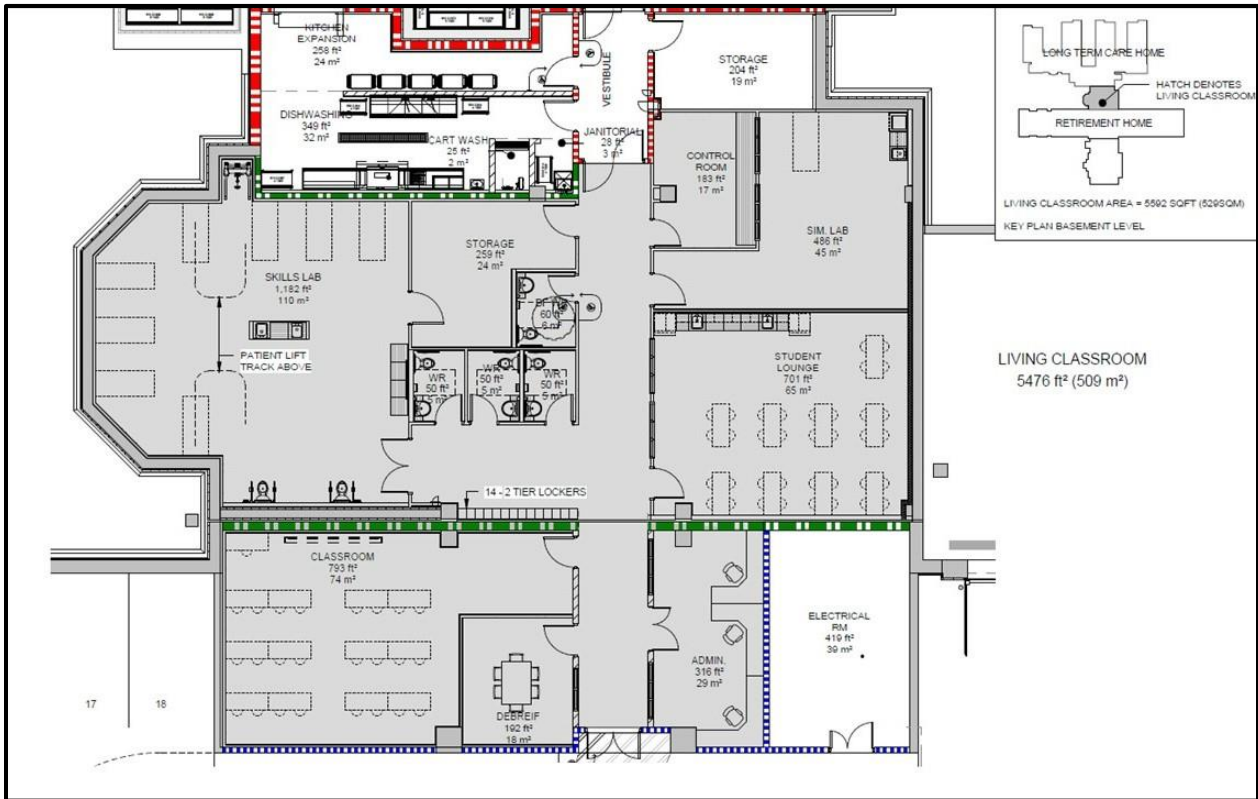 KITCHEN
EXPANSION
258 ft²
24 m²
VESTIBULE
STORAGE
204 ft²
19 m²
LONG TERM CARE HOME
HATCH DENOTES
LIVING CLASSROOM
RETIREMENT HOME
LIVING CLASSROOM AREA = 5592 SQFT (529SQM)
KEY PLAN BASEMENT LEVEL
DISHWASHING
349 ft²
32 m²
CART WASH
25 ft²
2 m²
JANITORIAL
28 ft²
3 m²
CONTROL
ROOM
183 ft²
17 m²
SIM. LAB
486 ft²
45 m²
STORAGE
259 ft²
24 m²
SKILLS LAB
1,182 ft²
110 m²
60 ft²
6 m²
PATIENT LIFT
TRACK ABOVE
WR
50 ft²
5 m²
WR
50 ft²
5 m²
WR
50 ft²
5 m²
STUDENT
LOUNGE
701 ft²
65 m²
LIVING CLASSROOM
5476 ft² (509 m²)
14 - 2 TIER LOCKERS
CLASSROOM
793 ft²
74 m²
ELECTRICAL
RM
419 ft²
39 m²
ADMIN.
316 ft²
29 m²
DEBREIF
192 ft²
18 m²
17
18